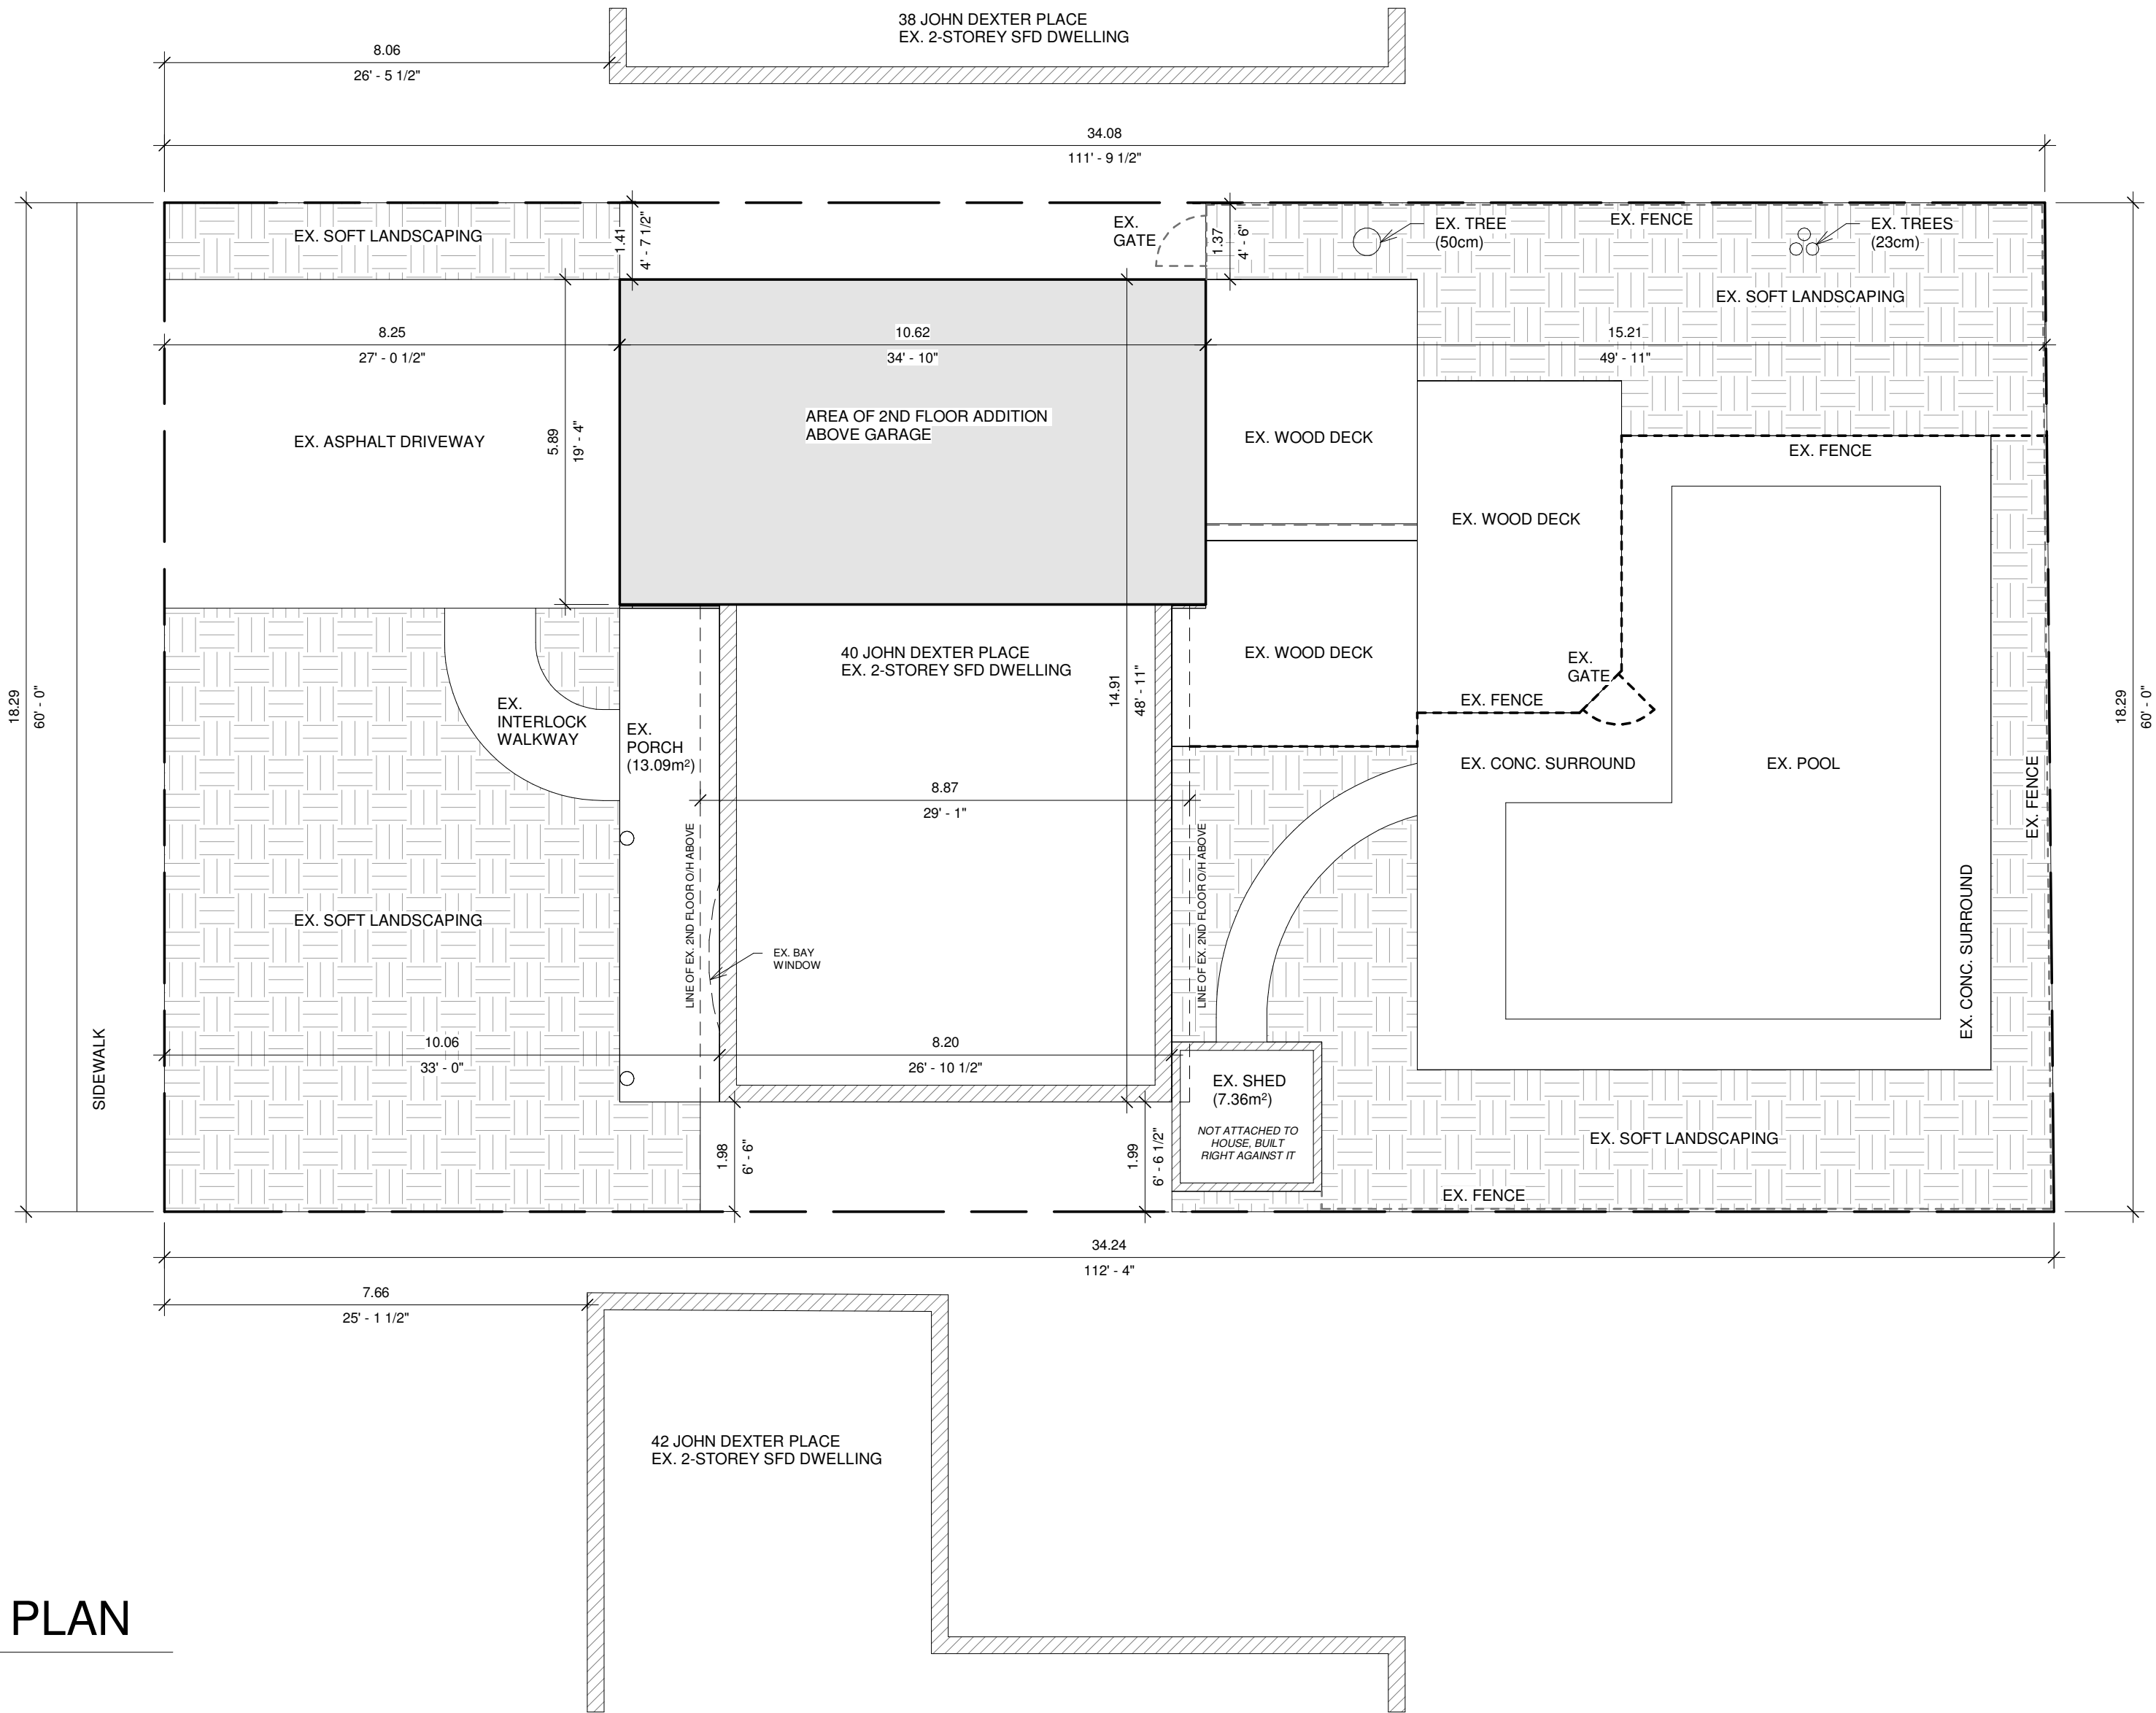 38 JOHN DEXTER PLACE
EX. 2-STOREY SFD DWELLING
8.06
26' - 5 1/2"
34.08
111' - 9 1/2"
EX. SOFT LANDSCAPING
1.41
4' - 7 1/2"
EX.
GATE
1.37
4' - 6"
EX. TREE
(50cm)
EX. FENCE
EX. TREES
(23cm)
EX. SOFT LANDSCAPING
8.25
27' - 0 1/2"
10.62
34' - 10"
15.21
49' - 11"
EX. ASPHALT DRIVEWAY
5.89
19' - 4"
AREA OF 2ND FLOOR ADDITION
ABOVE GARAGE
EX. WOOD DECK
EX. WOOD DECK
EX. FENCE
18.29
60' - 0"
40 JOHN DEXTER PLACE
EX. 2-STOREY SFD DWELLING
14.91
48' - 11"
EX. WOOD DECK
EX.
GATE
EX. FENCE
18.29
60' - 0"
EX.
INTERLOCK
WALKWAY
EX.
PORCH
(13.09m²)
EX. CONC. SURROUND
EX. POOL
EX. FENCE
8.87
29' - 1"
LINE OF EX. 2ND FLOOR O/H ABOVE
LINE OF EX. 2ND FLOOR O/H ABOVE
EX. SOFT LANDSCAPING
EX. BAY
WINDOW
EX. CONC. SURROUND
SIDEWALK
10.06
33' - 0"
8.20
26' - 10 1/2"
EX. SHED
(7.36m²)
NOT ATTACHED TO
HOUSE, BUILT
RIGHT AGAINST IT
1.98
6' - 6"
1.99
6' - 6 1/2"
EX. SOFT LANDSCAPING
EX. FENCE
34.24
112' - 4"
7.66
25' - 1 1/2"
42 JOHN DEXTER PLACE
EX. 2-STOREY SFD DWELLING
PLAN